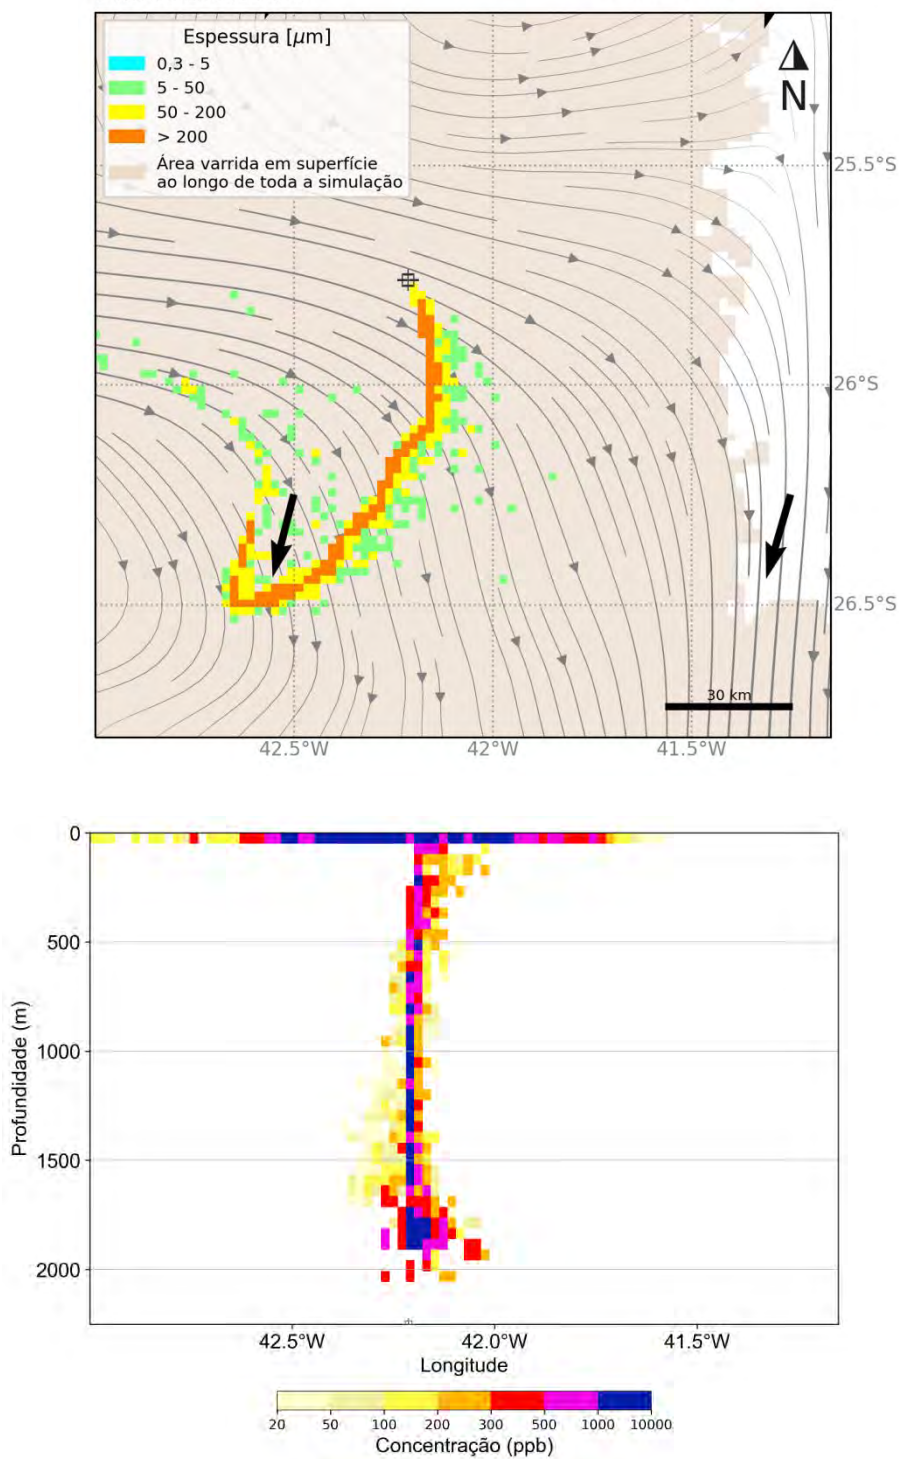 Espessura [μm]
0,3 - 5
5 - 50
50 - 200
> 200
Área varrida em superfície
ao longo de toda a simulação
N
25.5°S
26°S
26.5°S
30 km
42.5°W
42°W
41.5°W
0
500
1000
1500
2000
Profundidade (m)
42.5°W
42.0°W
41.5°W
Longitude
20
50
100
200
300
500
1000
10000
Concentração (ppb)